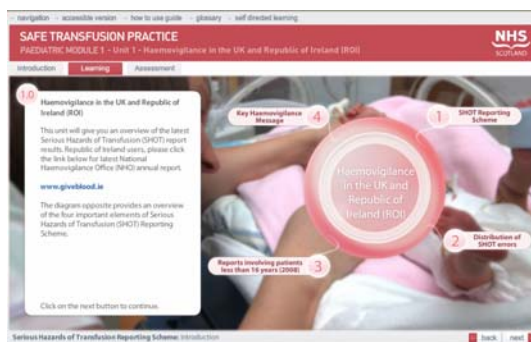 navigation accessible version how to use guide glossary self directed learning
SAFE TRANSFUSION PRACTICE
PAEDIATRIC MODULE 1 - Unit 1 - Haemovigilance in the UK and Republic of Ireland (ROI)
NHS
SCOTLAND
Introduction Learning Assessment
1.0
Haemovigilance in the UK and Republic of
Ireland (ROI)
This unit will give you an overview of the latest
Serious Hazards of Transfusion (SHOT) report
results. Republic of Ireland users, please click
the link below for latest National
Haemovigilance Office (NHO) annual report.
www.giveblood.ie
The diagram opposite provides an overview
of the four important elements of Serious
Hazards of Transfusion (SHOT) Reporting
Scheme.
Click on the next button to continue.
Key Haemovigilance
Message
4
1
SHOT Reporting
Scheme
Haemovigilance
in the UK and
Republic of
Ireland (ROI)
2
Distribution of
SHOT errors
Reports involving patients
less than 16 years (2008)
3
Serious Hazards of Transfusion Reporting Scheme: Introduction
back next